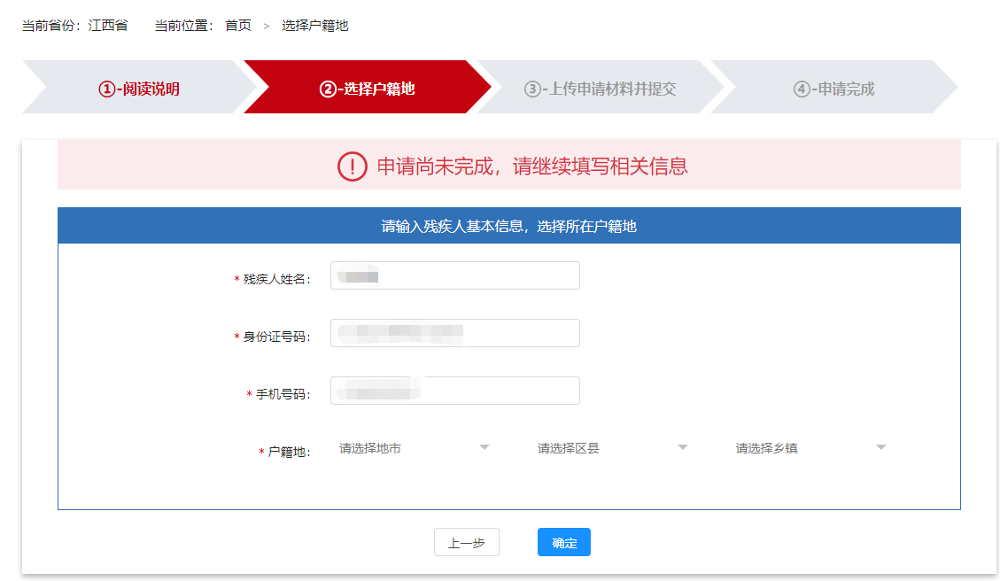 当前省份：江西省 当前位置： 首页 > 选择户籍地
①-阅读说明 ②-选择户籍地 ③-上传申请材料并提交 ④-申请完成
申请尚未完成，请继续填写相关信息
请输入残疾人基本信息，选择所在户籍地
* 残疾人姓名：
* 身份证号码：
* 手机号码：
* 户籍地： 请选择地市 请选择区县 请选择乡镇
上一步 确定